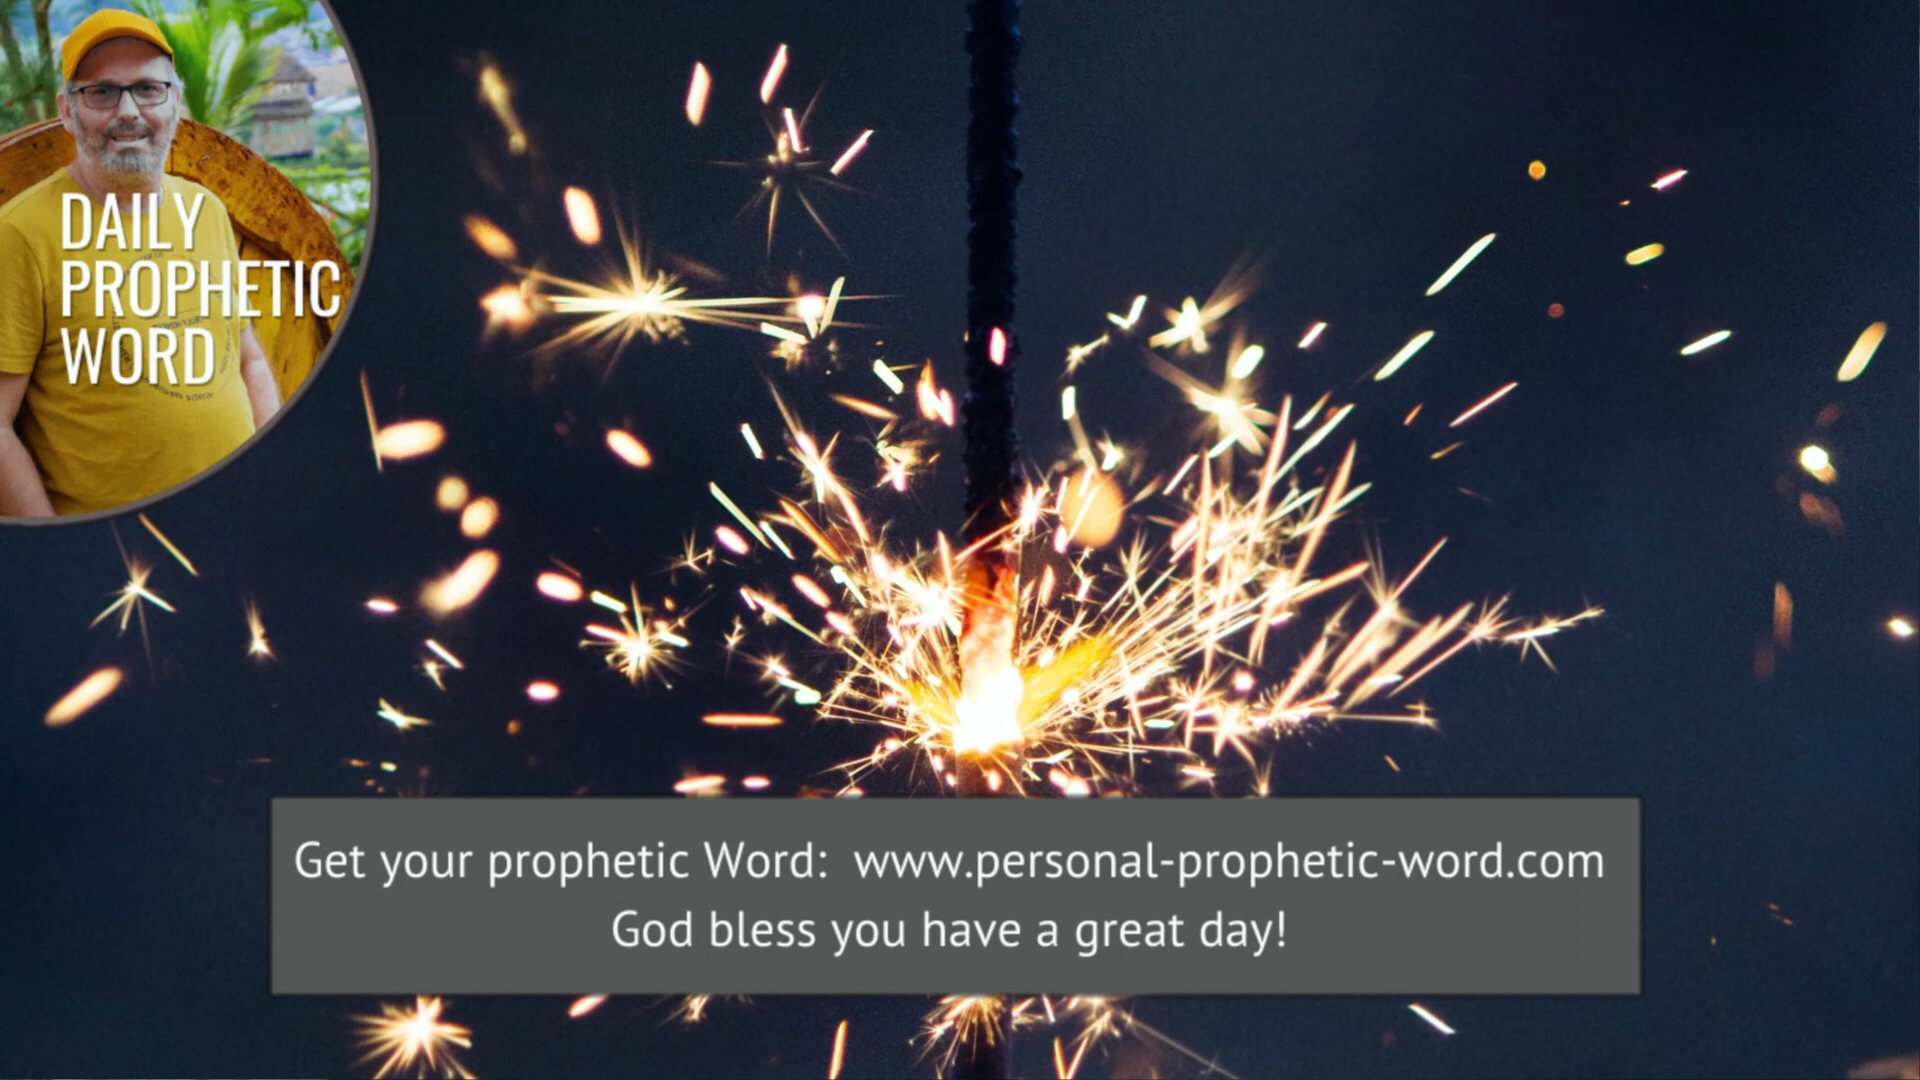 DAILY
PROPHETIC
WORD
Get your prophetic Word:  www.personal-prophetic-word.com
God bless you have a great day!